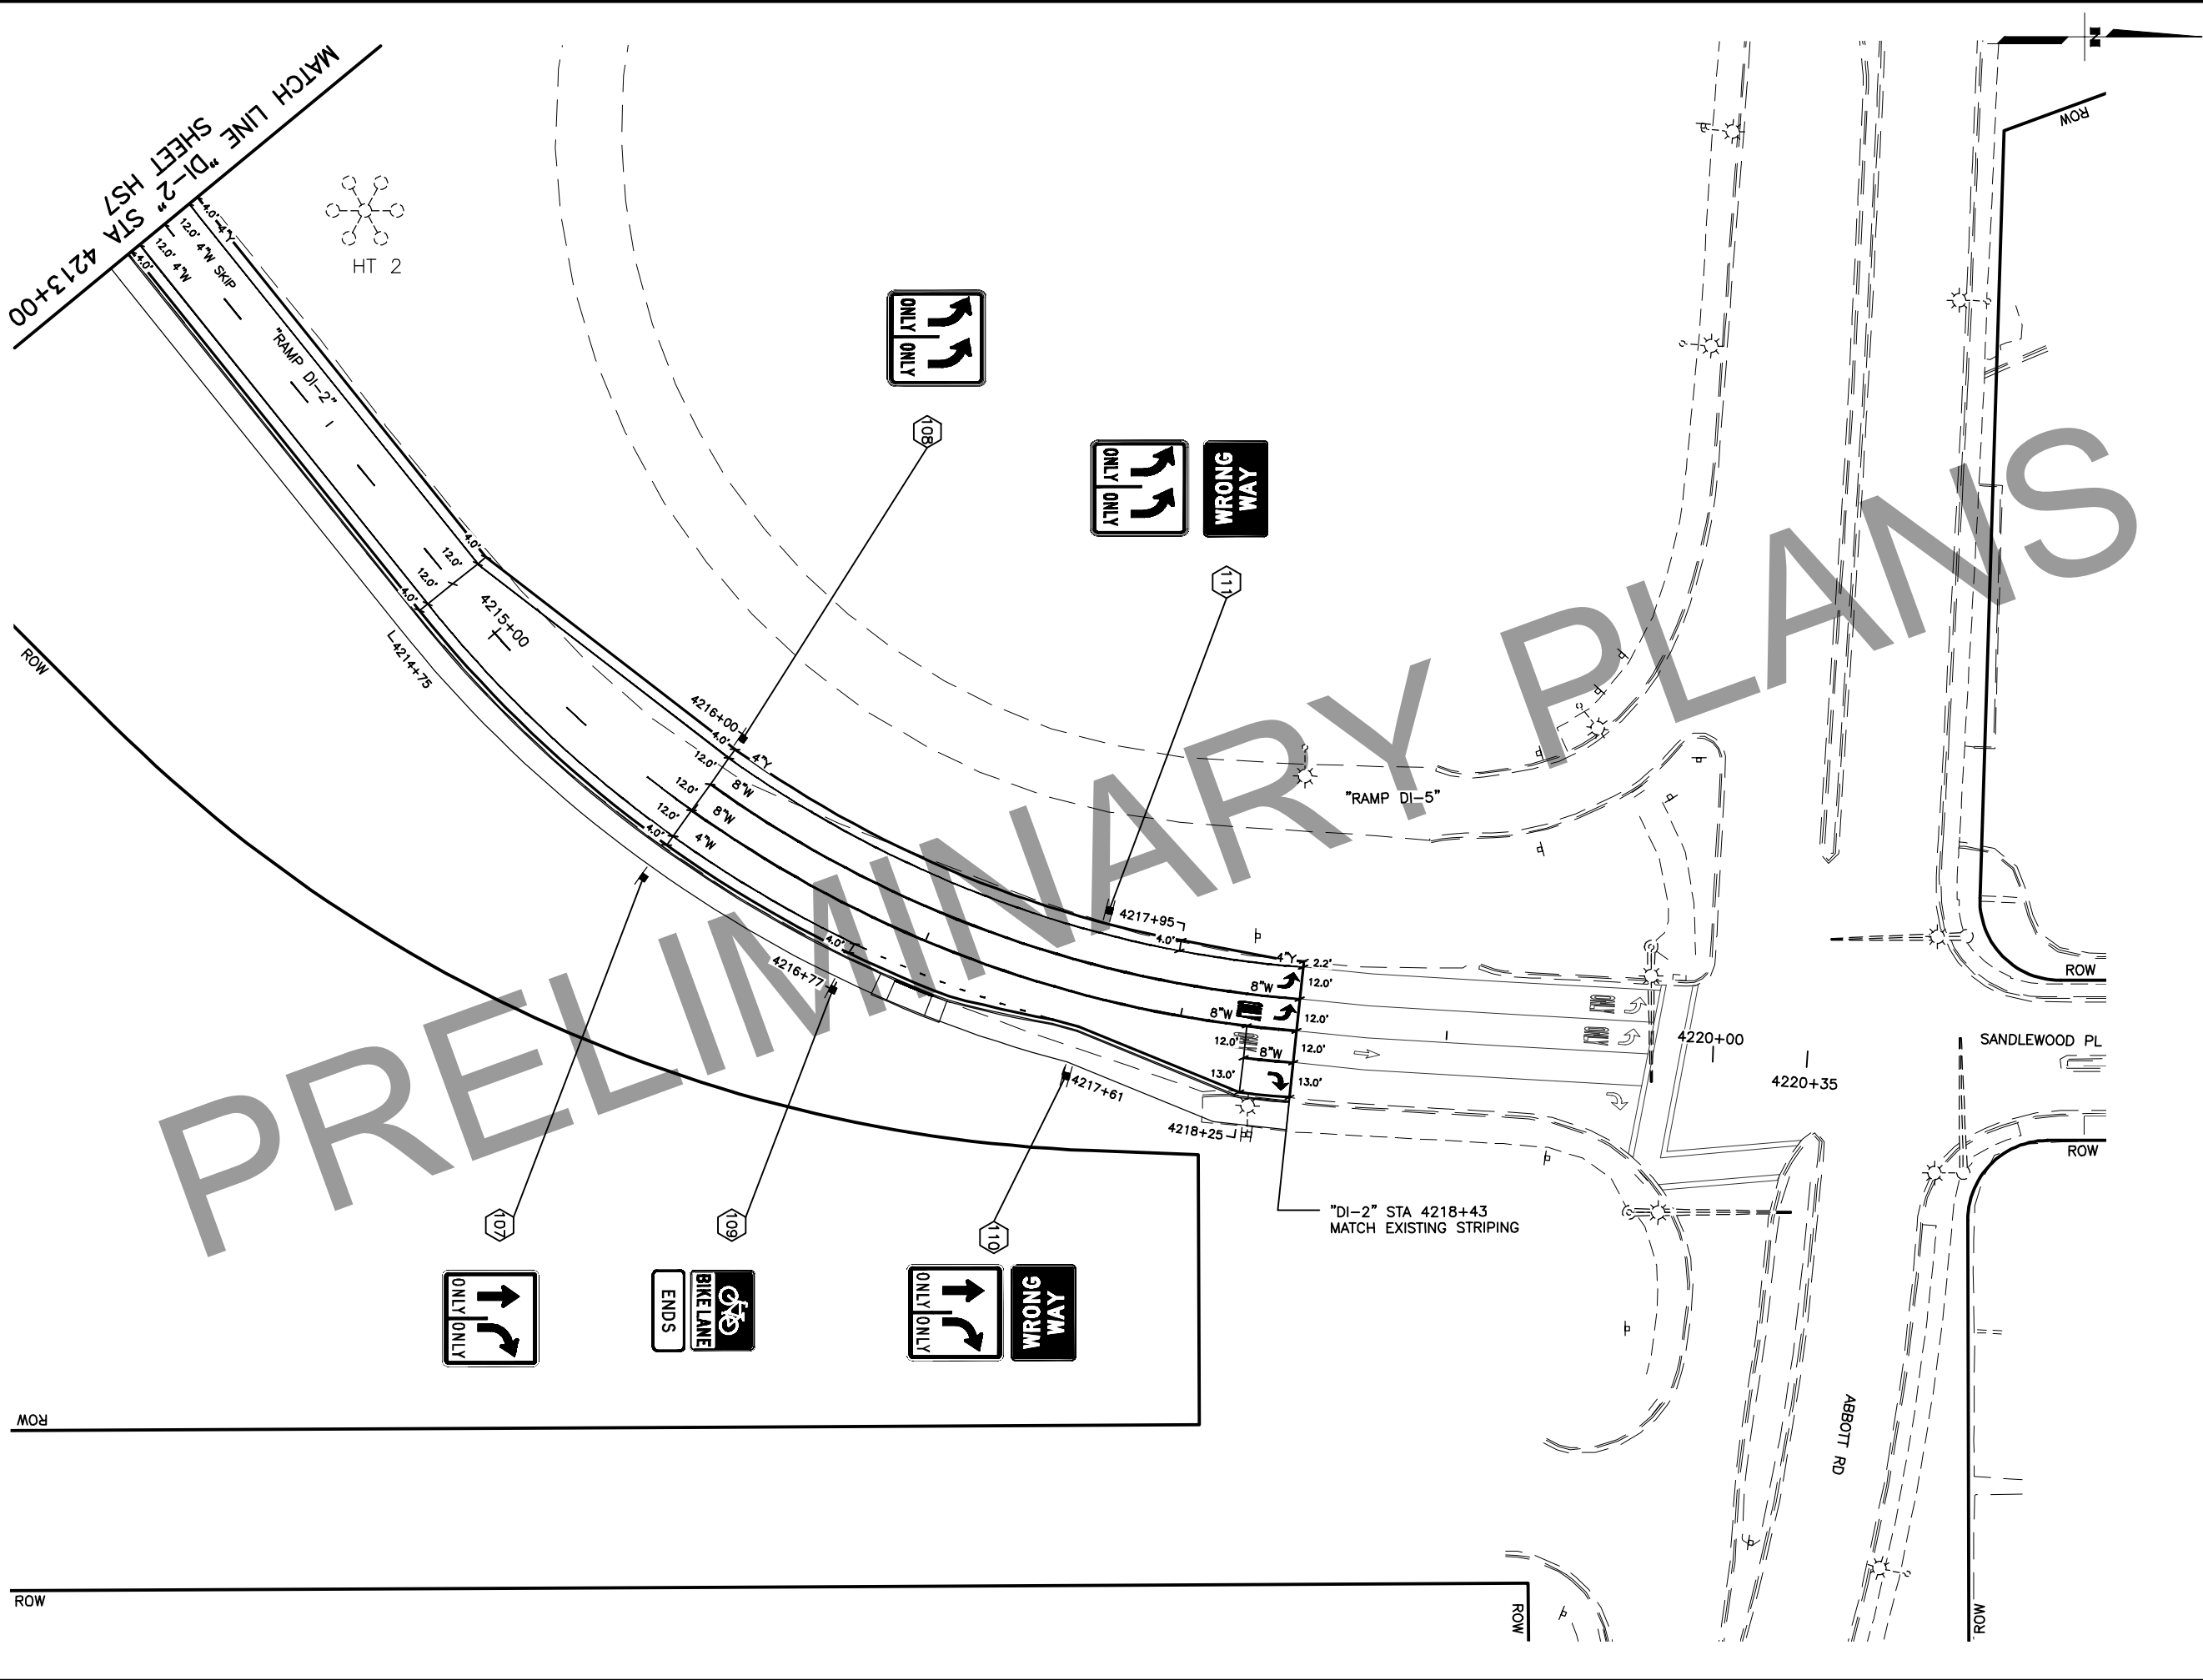 MATCH LINE "DI-2" STA 4213+00
SHEET HS7
N
ROW
HT 2
4.0'
4"Y
12.0'
4"W SKIP
12.0'
4"W
4.0'
"RAMP DI-2"
ONLY ONLY
108
ONLY ONLY
WRONG
WAY
111
4.0'
12.0'
12.0'
4.0'
4215+00
4214+75
ROW
4216+00
4.0'
4"Y
12.0'
8"W
12.0'
8"W
12.0'
4"W
4.0'
"RAMP DI-5"
4217+95
4.0'
4"Y
2.2'
4.0'
4216+77
8"W
12.0'
8"W
12.0'
ONLY
12.0'
12.0'
8"W
13.0'
13.0'
ONLY
ONLY
4217+61
4218+25
4220+00
4220+35
SANDLEWOOD PL
ROW
ROW
"DI-2" STA 4218+43
MATCH EXISTING STRIPING
107
109
110
ONLY ONLY
BIKE LANE
ENDS
ONLY ONLY
WRONG
WAY
ABBOTT RD
ROW
ROW
ROW
ROW
PRELIMINARY PLANS